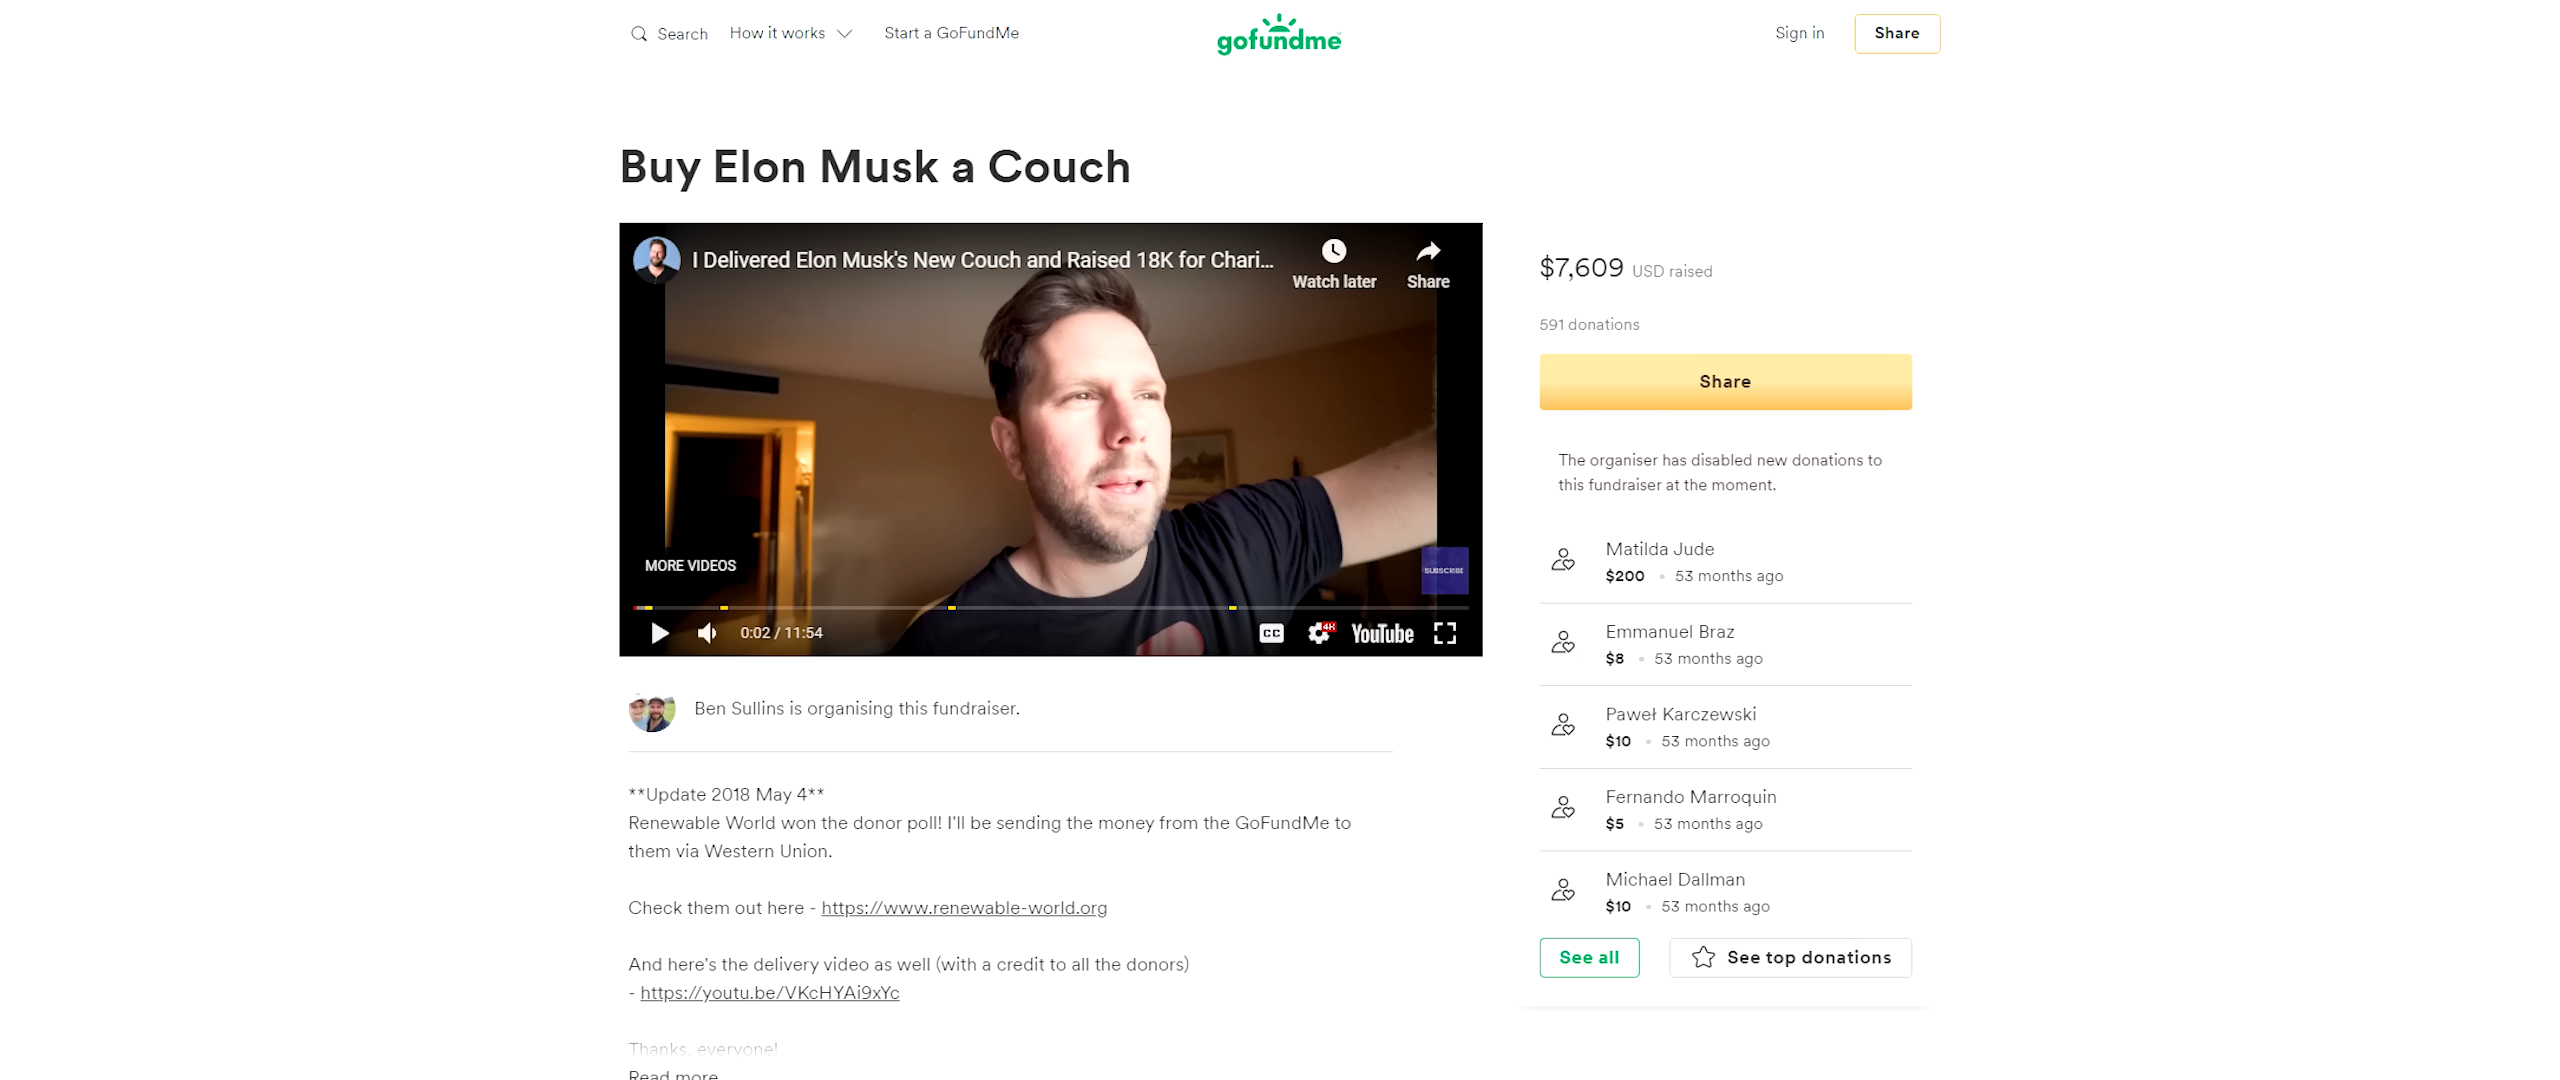 Search How it works Start a GoFundMe gofundme Sign in Share
Buy Elon Musk a Couch
I Delivered Elon Musk's New Couch and Raised 18K for Chari...
Watch later Share
MORE VIDEOS
SUBSCRIBE
0:02 / 11:54 CC 4K YouTube
Ben Sullins is organising this fundraiser.
**Update 2018 May 4**
Renewable World won the donor poll! I'll be sending the money from the GoFundMe to
them via Western Union.
Check them out here - https://www.renewable-world.org
And here's the delivery video as well (with a credit to all the donors)
- https://youtu.be/VKcHYAi9xYc
Thanks, everyone!
Read more
$7,609 USD raised
591 donations
Share
The organiser has disabled new donations to
this fundraiser at the moment.
Matilda Jude
$200 • 53 months ago
Emmanuel Braz
$8 • 53 months ago
Paweł Karczewski
$10 • 53 months ago
Fernando Marroquin
$5 • 53 months ago
Michael Dallman
$10 • 53 months ago
See all See top donations